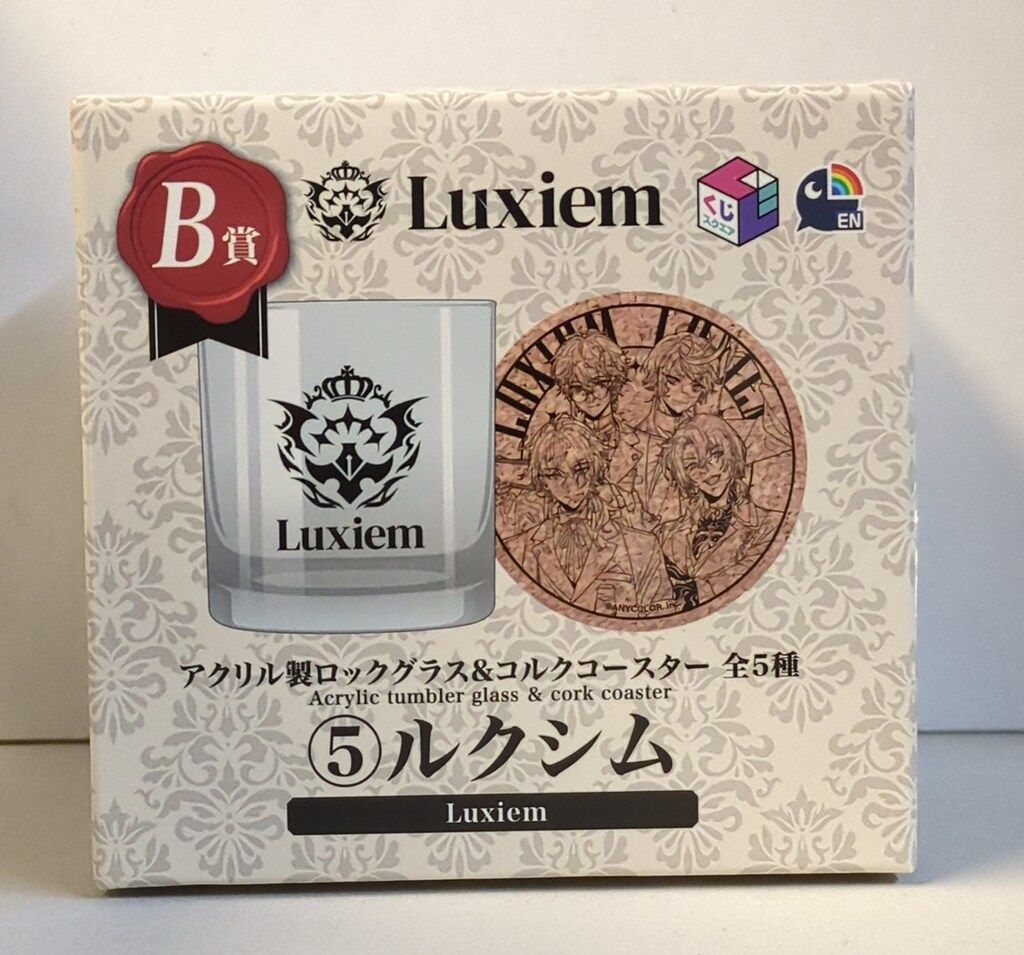 B賞
Luxiem
くじ
スクエア
EN
Luxiem
©ANYCOLOR, Inc.
アクリル製ロックグラス&コルクコースター 全5種
Acrylic tumbler glass & cork coaster
⑤ルクシム
Luxiem